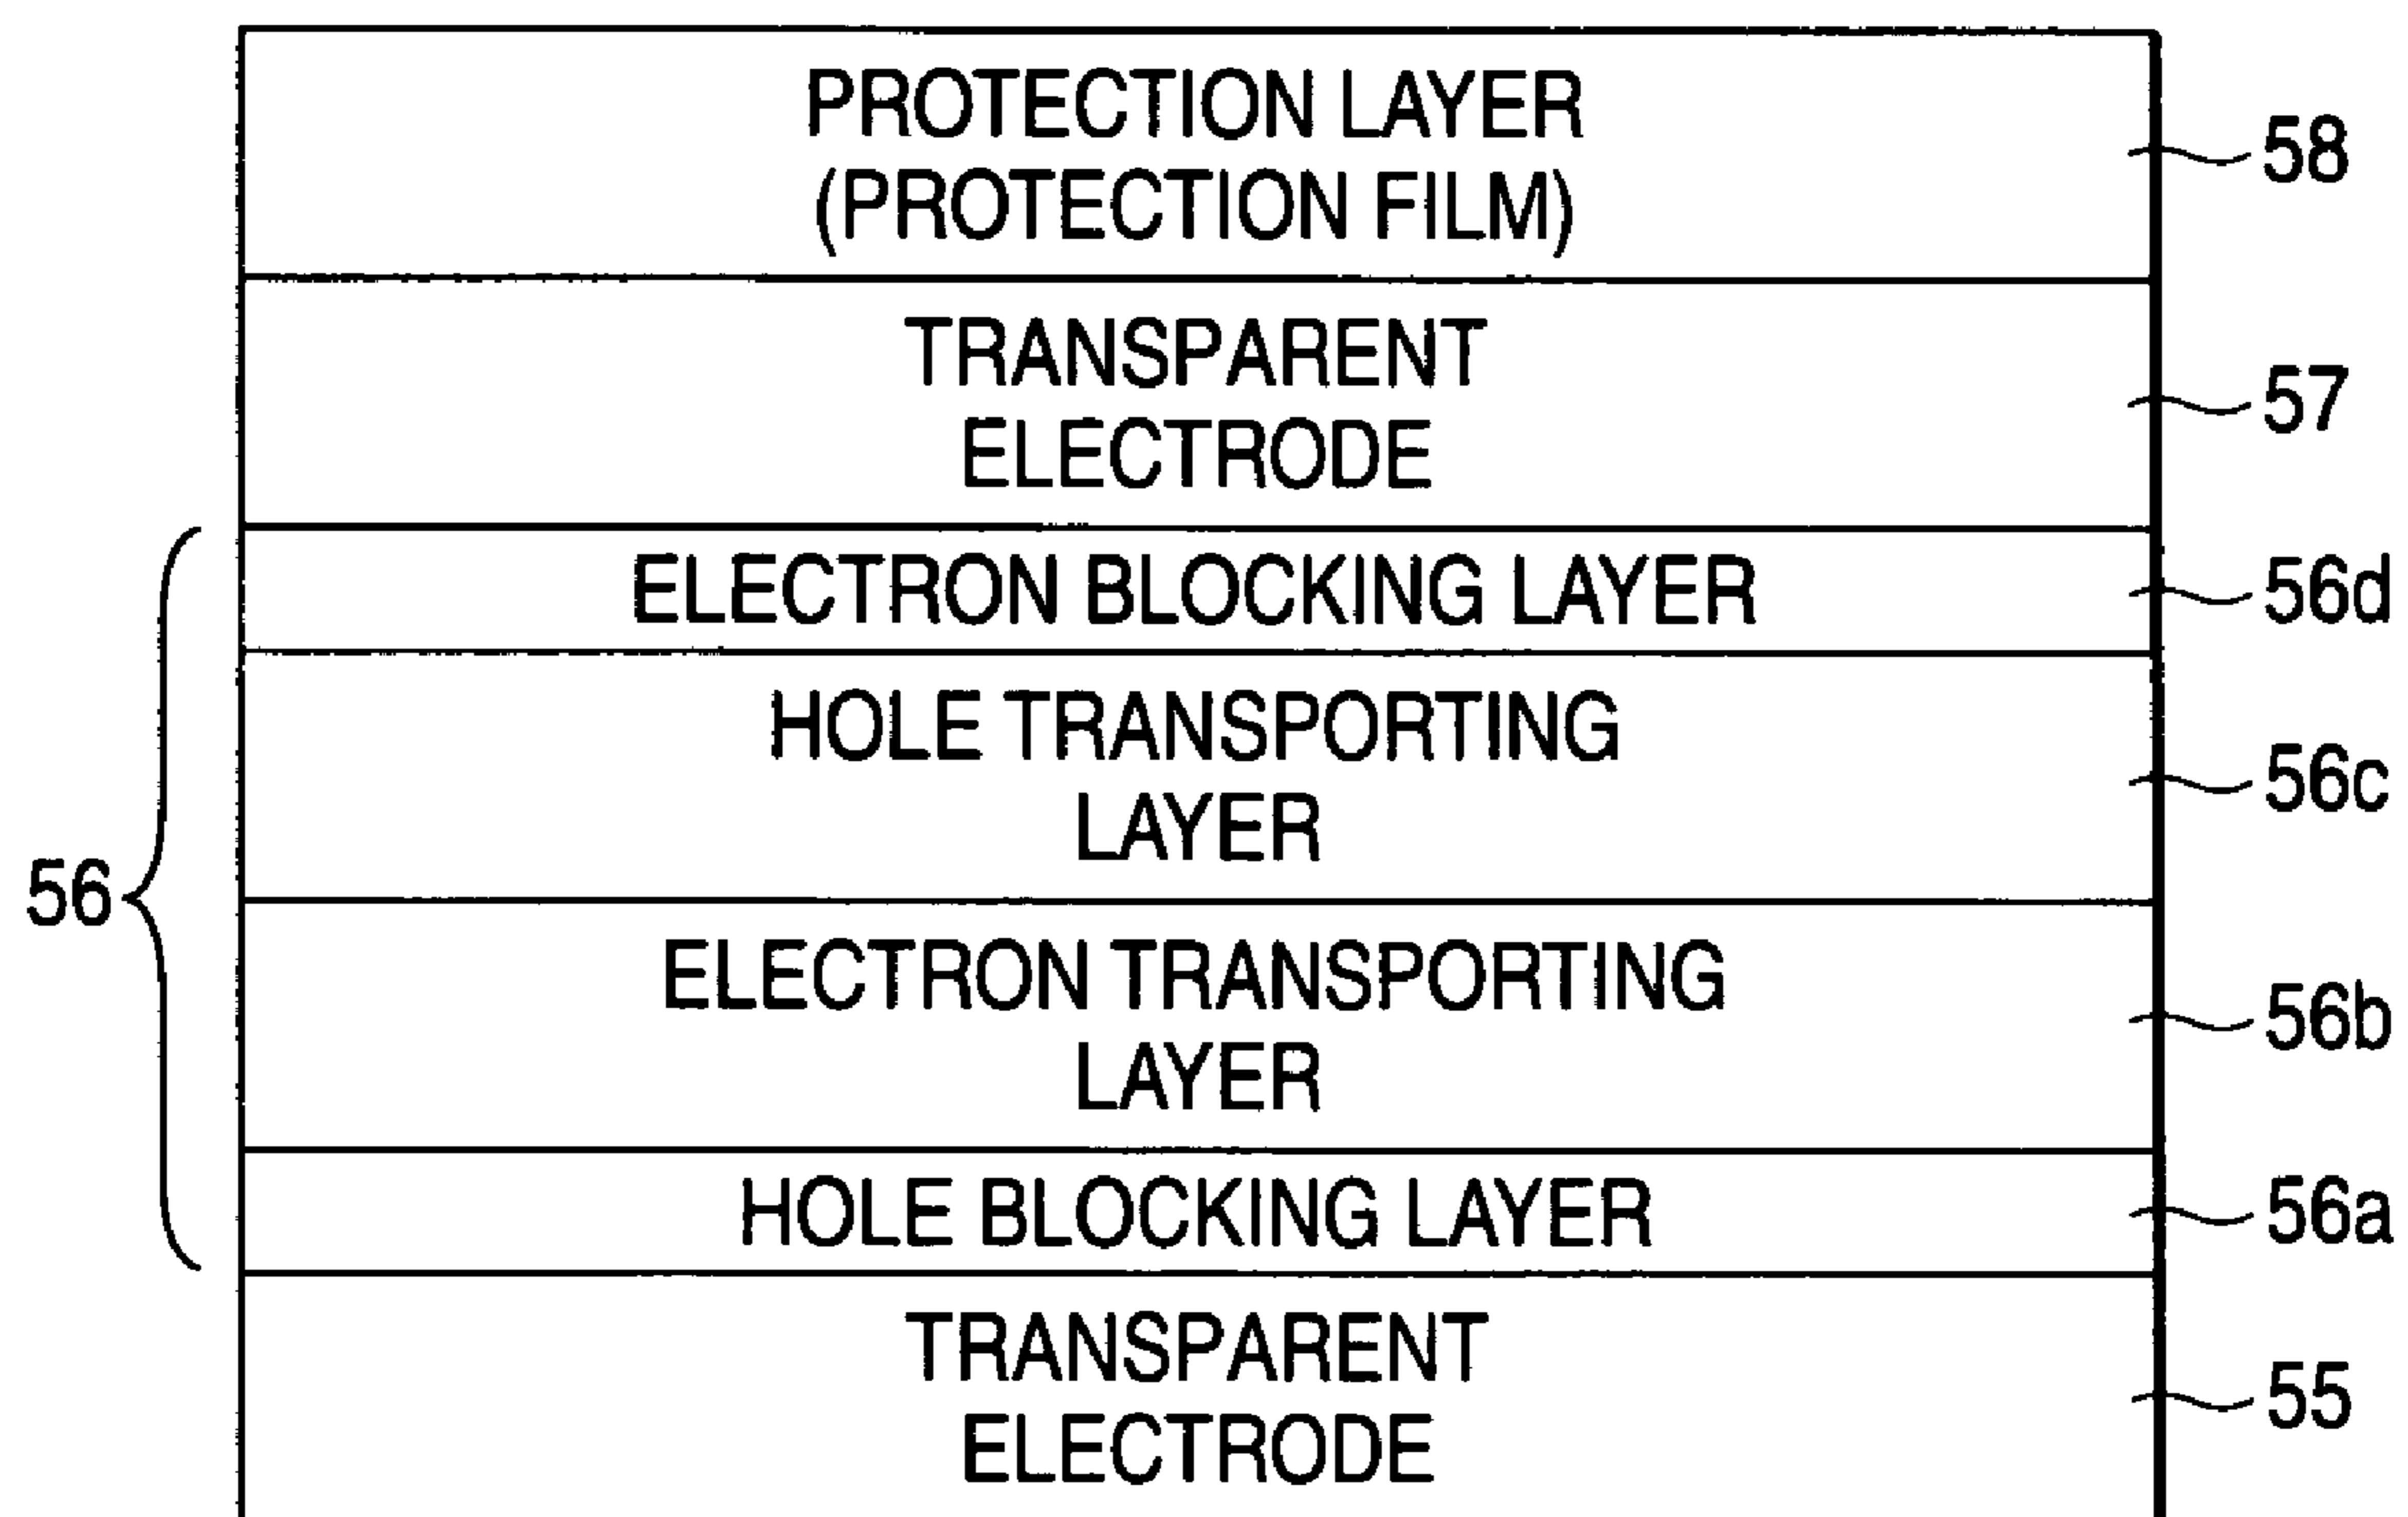 PROTECTION LAYER
(PROTECTION FILM)
58
TRANSPARENT
ELECTRODE
57
ELECTRON BLOCKING LAYER
56d
HOLE TRANSPORTING
LAYER
56c
56
ELECTRON TRANSPORTING
LAYER
56b
HOLE BLOCKING LAYER
56a
TRANSPARENT
ELECTRODE
55